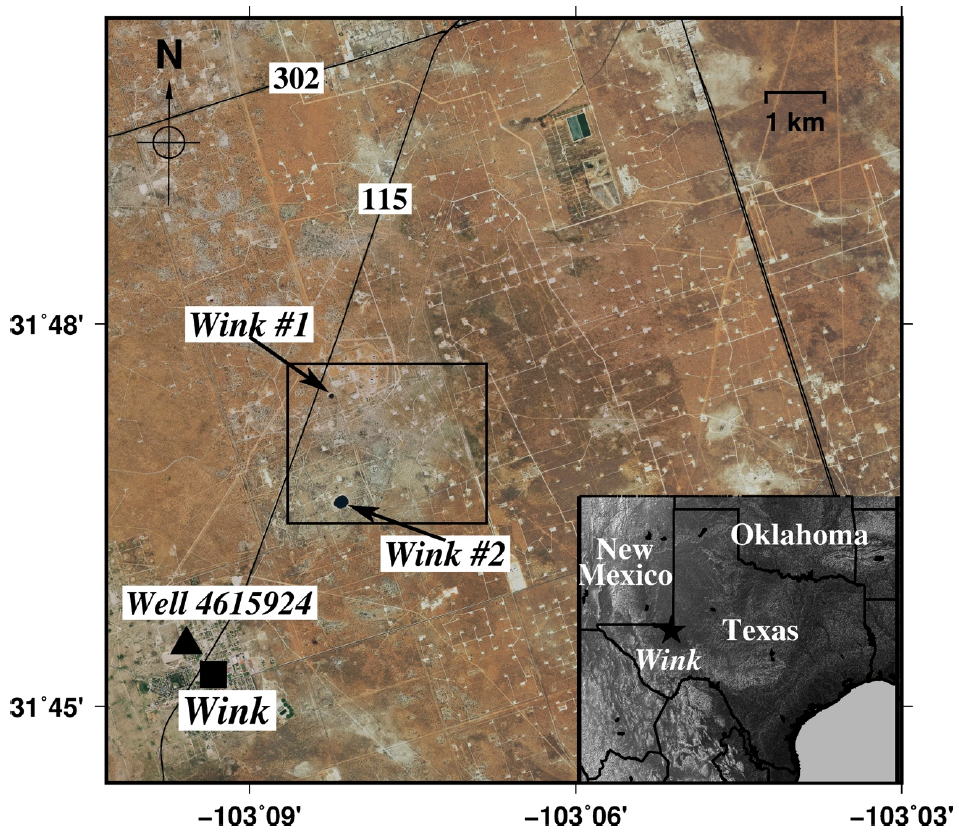 N
302
1 km
115
31°48'
Wink #1
Wink #2
Oklahoma
New
Mexico
Texas
Wink
Well 4615924
31°45'
Wink
−103°09'
−103°06'
−103°03'